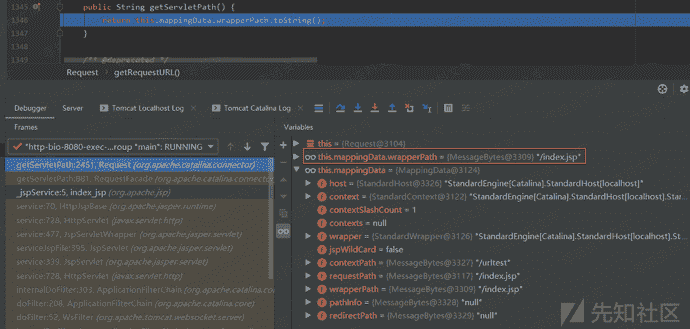 1345
public String getServletPath() {
1346
return this.mappingData.wrapperPath.toString();
1347
}
1348
1349
/** @deprecated */
Request › getRequestURL()
Debugger Server Tomcat Localhost Log Tomcat Catalina Log
Frames
Variables
"http-bio-8080-exec-...roup "main": RUNNING
getServletPath:2451, Request (org.apache.catalina.connector)
getServletPath:861, RequestFacade (org.apache.catalina.connector)
_jspService:5, index_jsp (org.apache.jsp)
service:70, HttpJspBase (org.apache.jasper.runtime)
service:728, HttpServlet (javax.servlet.http)
service:477, JspServletWrapper (org.apache.jasper.servlet)
serviceJspFile:395, JspServlet (org.apache.jasper.servlet)
service:339, JspServlet (org.apache.jasper.servlet)
service:728, HttpServlet (javax.servlet.http)
internalDoFilter:303, ApplicationFilterChain (org.apache.catalina
doFilter:208, ApplicationFilterChain (org.apache.catalina.core)
doFilter:52, WsFilter (org.apache.tomcat.websocket.server)
this = {Request@3104}
this.mappingData.wrapperPath = {MessageBytes@3309} "/index.jsp"
this.mappingData = {MappingData@3124}
host = {StandardHost@3326} "StandardEngine[Catalina].StandardHost[localhost]"
context = {StandardContext@3122} "StandardEngine[Catalina].StandardHost[localhost].
contextSlashCount = 1
contexts = null
wrapper = {StandardWrapper@3126} "StandardEngine[Catalina].StandardHost[localhost].St
jspWildCard = false
contextPath = {MessageBytes@3327} "/urltest"
requestPath = {MessageBytes@3117} "/index.jsp"
wrapperPath = {MessageBytes@3309} "/index.jsp"
pathInfo = {MessageBytes@3328} "null"
redirectPath = {MessageBytes@3329} "null"
先知社区